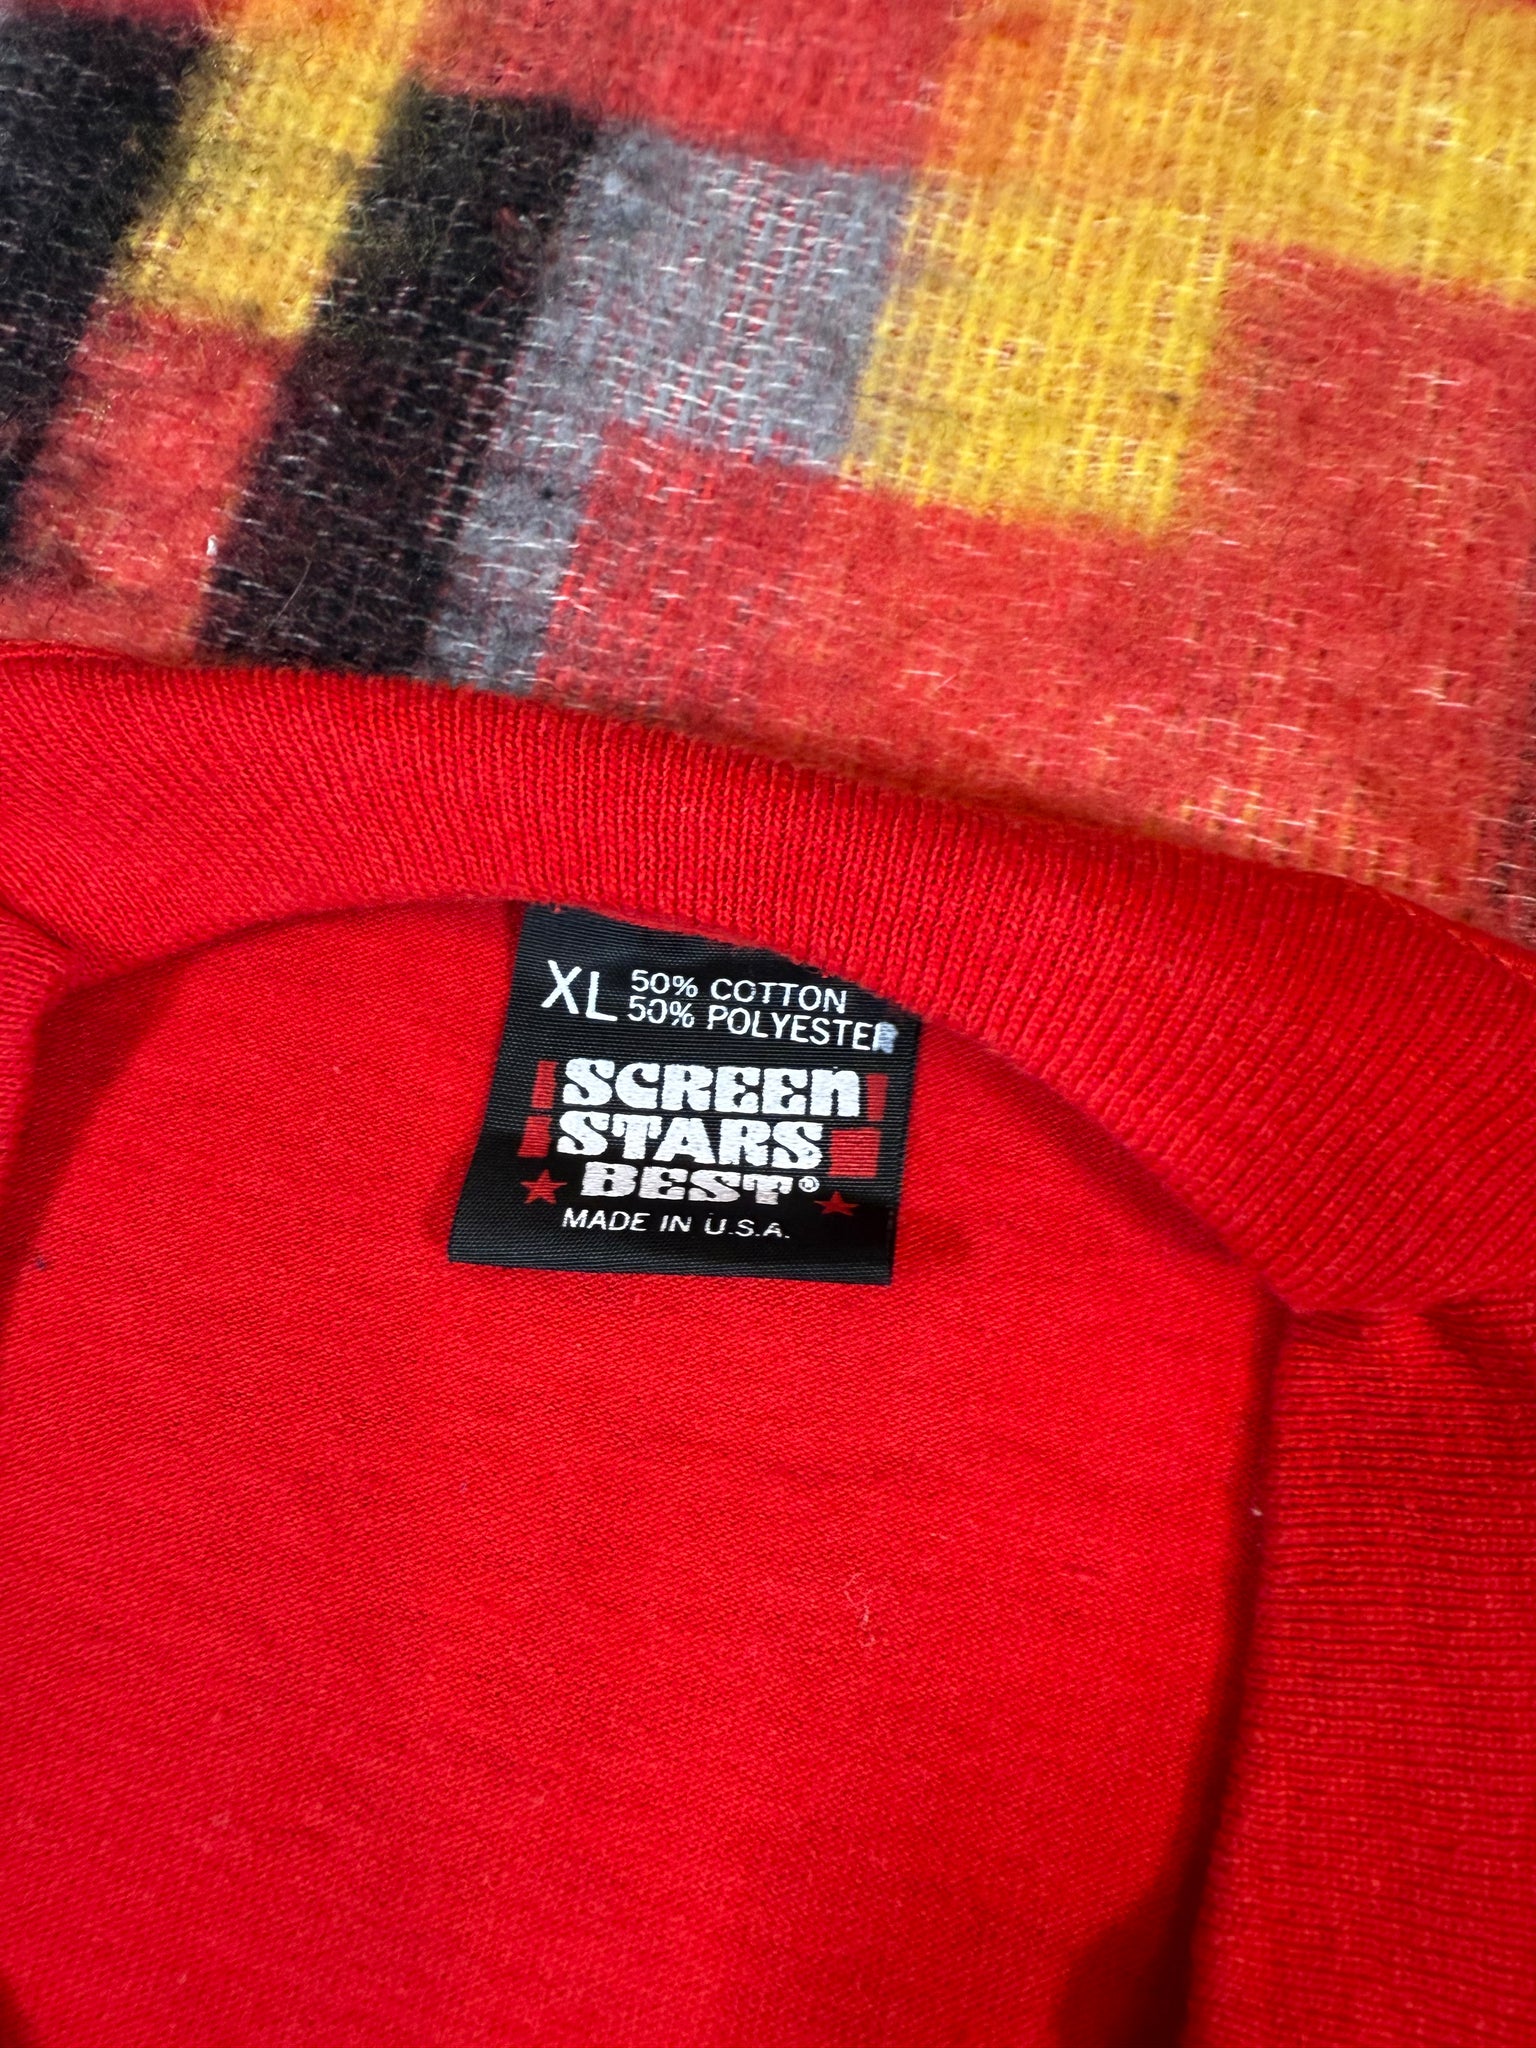 XL 50% COTTON
50% POLYESTER
SCREEN
STARS
BEST®
MADE IN U.S.A.